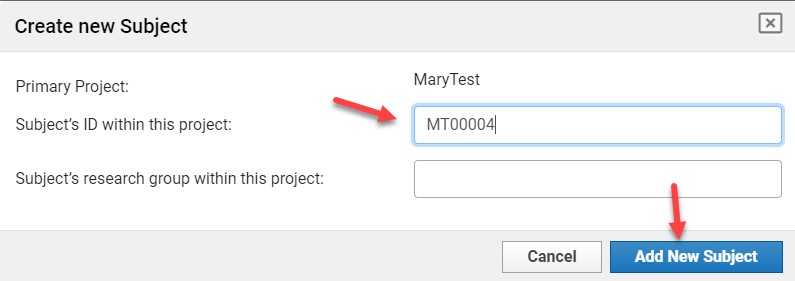 Create new Subject
Primary Project: MaryTest
Subject's ID within this project: MT00004
Subject's research group within this project:
Cancel Add New Subject